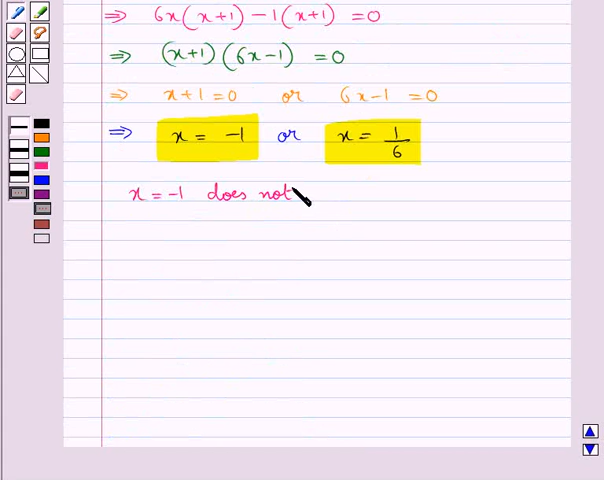 ⇒ 6x(x+1)-1(x+1)=0
⇒ (x+1)(6x-1) = 0
⇒ x+1=0 or 6x-1=0
⇒ x = -1 or x = 1/6
x = -1 does not